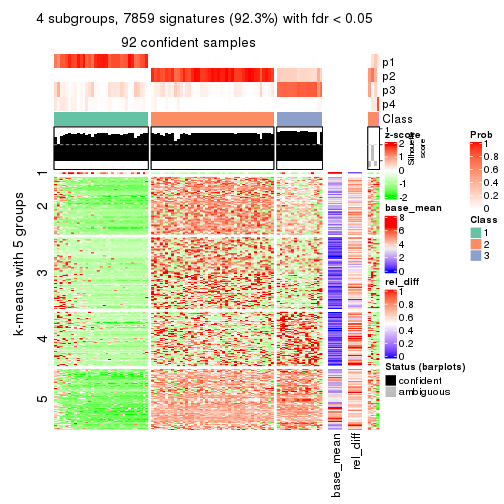 4 subgroups, 7859 signatures (92.3%) with fdr < 0.05
92 confident samples
p1
p2
p3
p4
Class
1
Silhouette
score
k-means with 5 groups
1
2
3
4
5
base_mean
rel_diff
z-score
2
1
0
-1
-2
base_mean
8
6
4
2
0
rel_diff
1
0.8
0.6
0.4
0.2
0
Status (barplots)
confident
ambiguous
Prob
1
0.8
0.6
0.4
0.2
0
Class
1
2
3